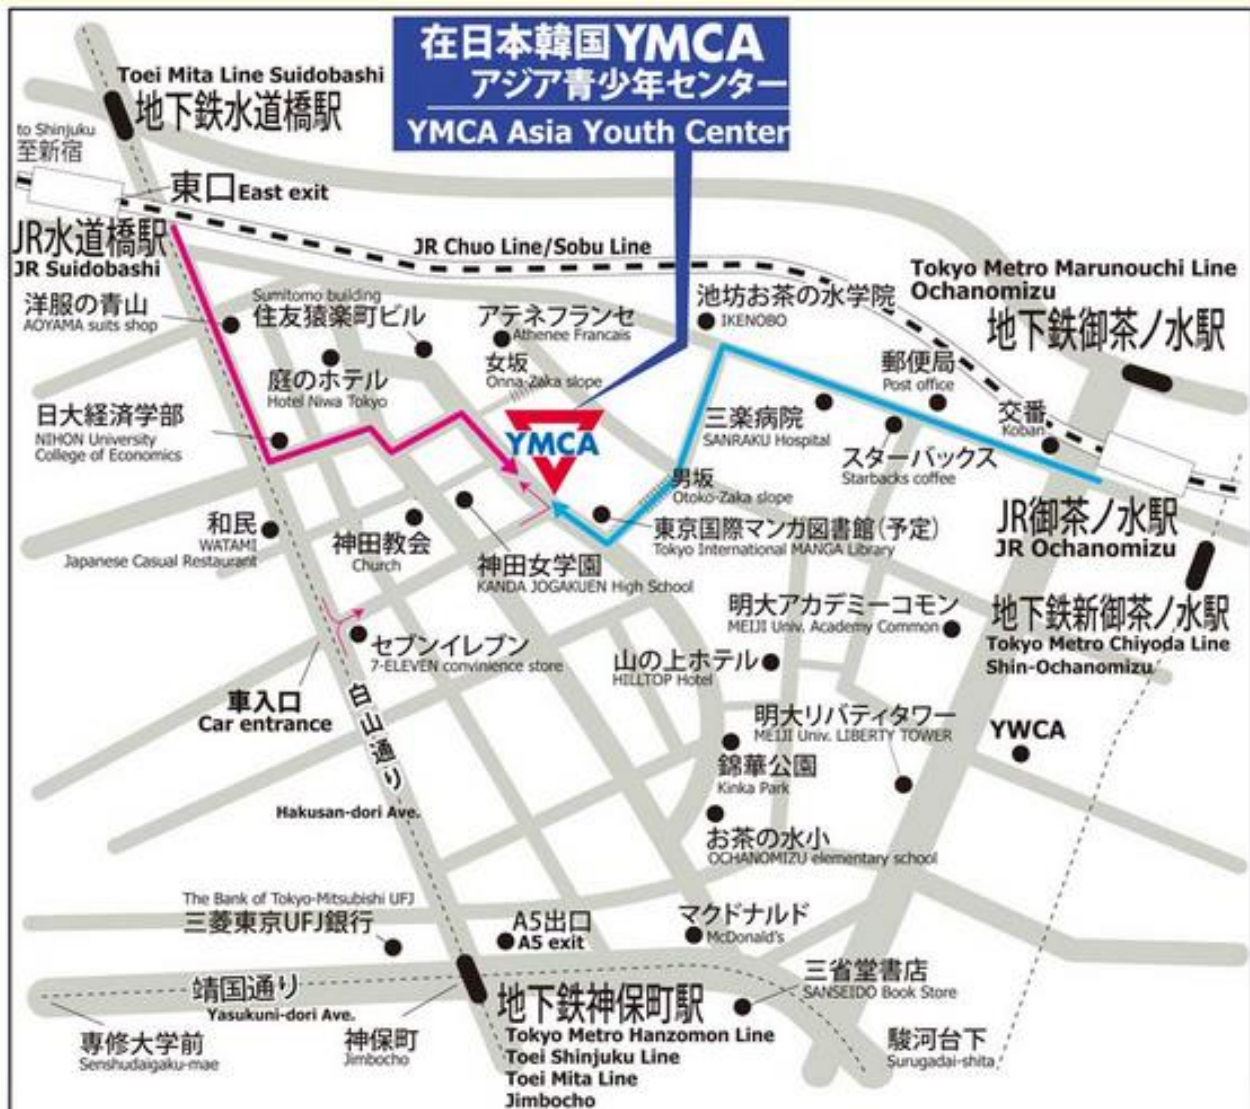 在日本韓国YMCA
アジア青少年センター
YMCA Asia Youth Center
Toei Mita Line Suidobashi
地下鉄水道橋駅
to Shinjuku
至新宿
東口East exit
JR水道橋駅
JR Suidobashi
JR Chuo Line/Sobu Line
Tokyo Metro Marunouchi Line
Ochanomizu
地下鉄御茶ノ水駅
洋服の青山
AOYAMA suits shop
Sumitomo building
住友猿楽町ビル
アテネフランセ
Athenee Francais
池坊お茶の水学院
IKENOBO
庭のホテル
Hotel Niwa Tokyo
女坂
Onna-Zaka slope
郵便局
Post office
日大経済学部
NIHON University
College of Economics
YMCA
三楽病院
SANRAKU Hospital
交番
Koban
スターバックス
Starbacks coffee
男坂
Otoko-Zaka slope
和民
WATAMI
Japanese Casual Restaurant
神田教会
Church
神田女学園
KANDA JOGAKUEN High School
東京国際マンガ図書館(予定)
Tokyo International MANGA Library
JR御茶ノ水駅
JR Ochanomizu
明大アカデミーコモン
MEIJI Univ. Academy Common
地下鉄新御茶ノ水駅
Tokyo Metro Chiyoda Line
Shin-Ochanomizu
セブンイレブン
7-ELEVEN convinience store
山の上ホテル
HILLTOP Hotel
車入口
Car entrance
白山通り
Hakusan-dori Ave.
明大リバティタワー
MEIJI Univ. LIBERTY TOWER
YWCA
錦華公園
Kinka Park
お茶の水小
OCHANOMIZU elementary school
The Bank of Tokyo-Mitsubishi UFJ
三菱東京UFJ銀行
A5出口
A5 exit
マクドナルド
McDonald's
靖国通り
Yasukuni-dori Ave.
三省堂書店
SANSEIDO Book Store
専修大学前
Senshudaigaku-mae
神保町
Jimbocho
地下鉄神保町駅
Tokyo Metro Hanzomon Line
Toei Shinjuku Line
Toei Mita Line
Jimbocho
駿河台下
Surugadai-shita